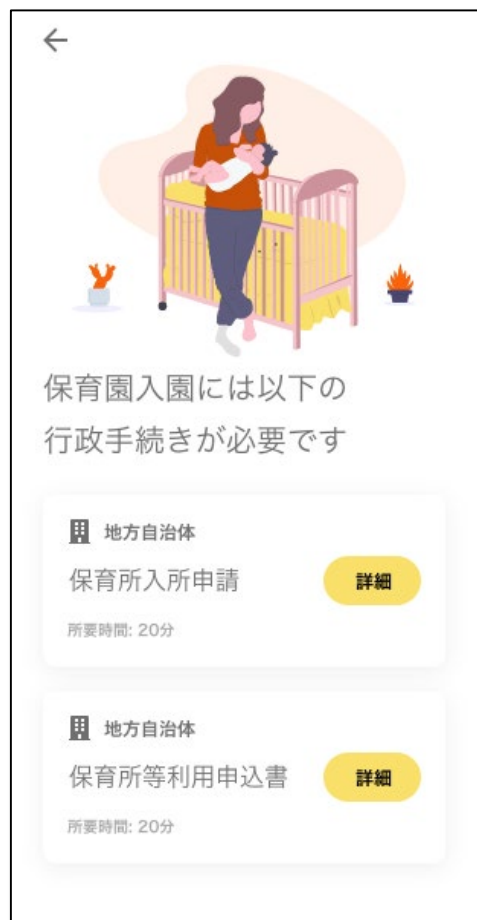 保育園入園には以下の
行政手続きが必要です
地方自治体
保育所入所申請
詳細
所要時間: 20分
地方自治体
保育所等利用申込書
詳細
所要時間: 20分